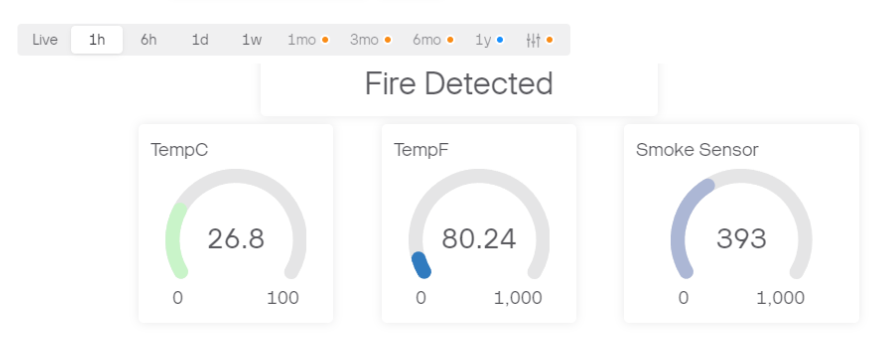 Live 1h 6h 1d 1w 1mo 3mo 6mo 1y
Fire Detected
TempC TempF Smoke Sensor
26.8 80.24 393
0 100 0 1,000 0 1,000